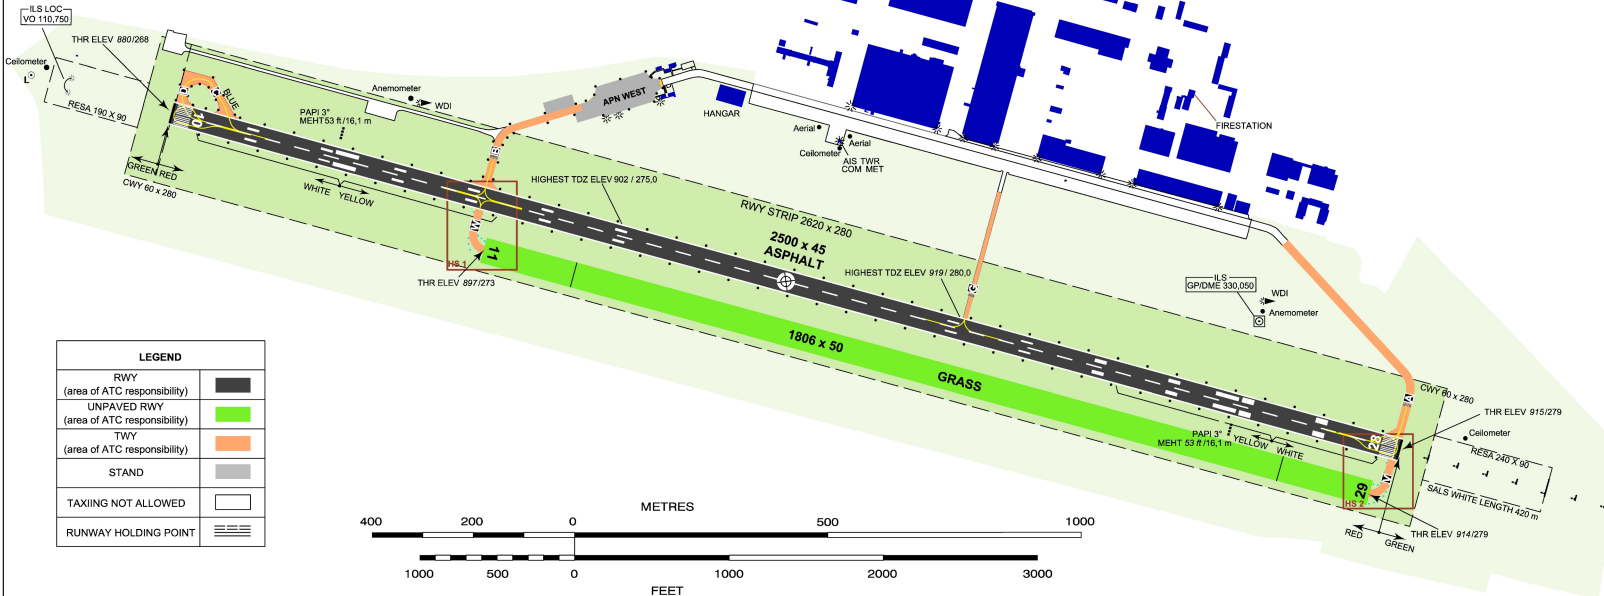 ILS LOC
VO 110,750
THR ELEV 880/268
Ceilometer
L
RESA 190 X 90
D
C
BLUE
10
GREEN RED
CWY 60 x 280
PAPI 3°
MEHT 53 ft /16,1 m
Anemometer
WDI
WHITE YELLOW
APN WEST
B
HANGAR
Aerial
Aerial
Ceilometer
AIS TWR
COM MET
FIRESTATION
HIGHEST TDZ ELEV 902 / 275,0
M
HS 1
11
THR ELEV 897/273
RWY STRIP 2620 x 280
2500 x 45
ASPHALT
HIGHEST TDZ ELEV 919/ 280,0
G
1806 x 50
GRASS
ILS
GP/DME 330,050
WDI
Anemometer
A
CWY 60 x 280
THR ELEV 915/279
Ceilometer
RESA 240 X 90
SALS WHITE LENGTH 420 m
PAPI 3°
MEHT 53 ft /16,1 m
YELLOW WHITE
28
M
29
HS 2
RED GREEN
THR ELEV 914/279
LEGEND
RWY
(area of ATC responsibility)
UNPAVED RWY
(area of ATC responsibility)
TWY
(area of ATC responsibility)
STAND
TAXIING NOT ALLOWED
RUNWAY HOLDING POINT
METRES
400 200 0 500 1000
1000 500 0 1000 2000 3000
FEET